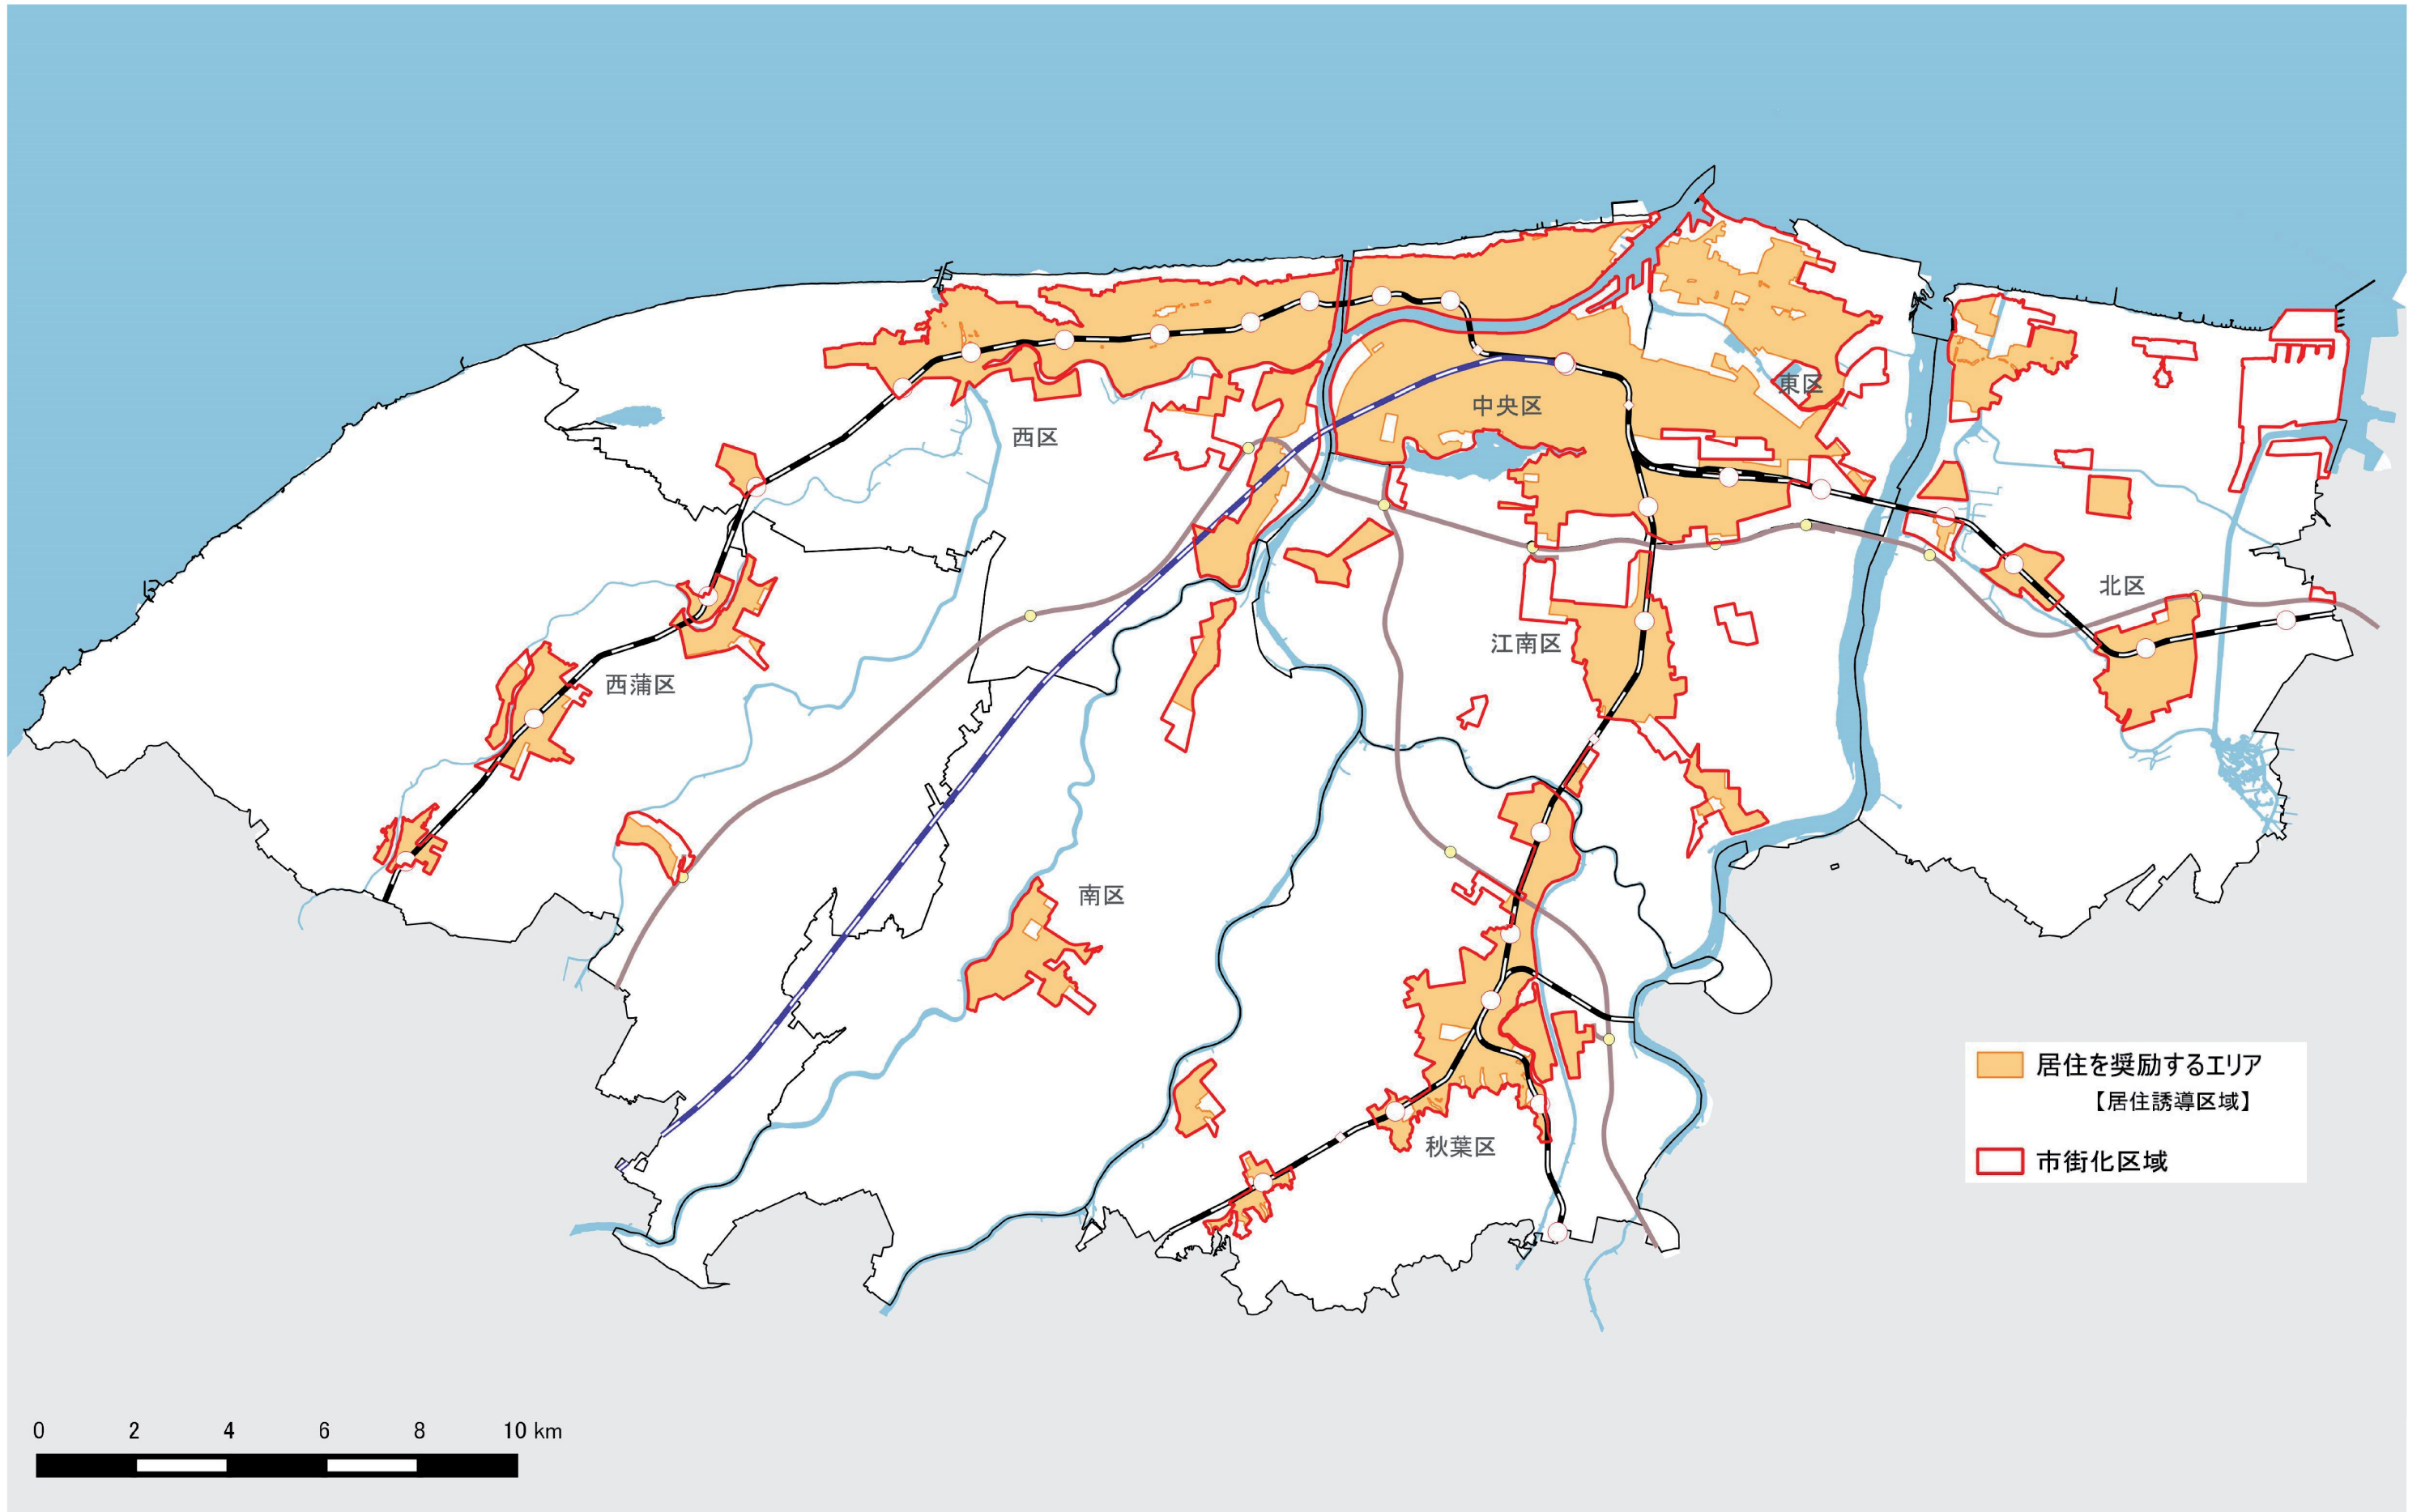 中央区
東区
西区
北区
江南区
西蒲区
南区
秋葉区
居住を奨励するエリア
【居住誘導区域】
市街化区域
0 2 4 6 8 10 km